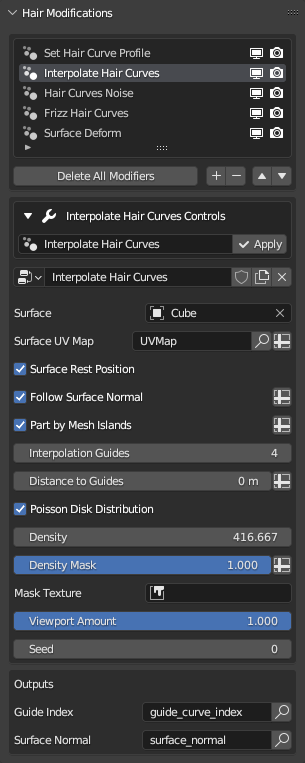 Hair Modifications
Set Hair Curve Profile
Interpolate Hair Curves
Hair Curves Noise
Frizz Hair Curves
Surface Deform
Delete All Modifiers
Interpolate Hair Curves Controls
Interpolate Hair Curves Apply
Interpolate Hair Curves
Surface Cube
Surface UV Map UVMap
Surface Rest Position
Follow Surface Normal
Part by Mesh Islands
Interpolation Guides 4
Distance to Guides 0 m
Poisson Disk Distribution
Density 416.667
Density Mask 1.000
Mask Texture
Viewport Amount 1.000
Seed 0
Outputs
Guide Index guide_curve_index
Surface Normal surface_normal